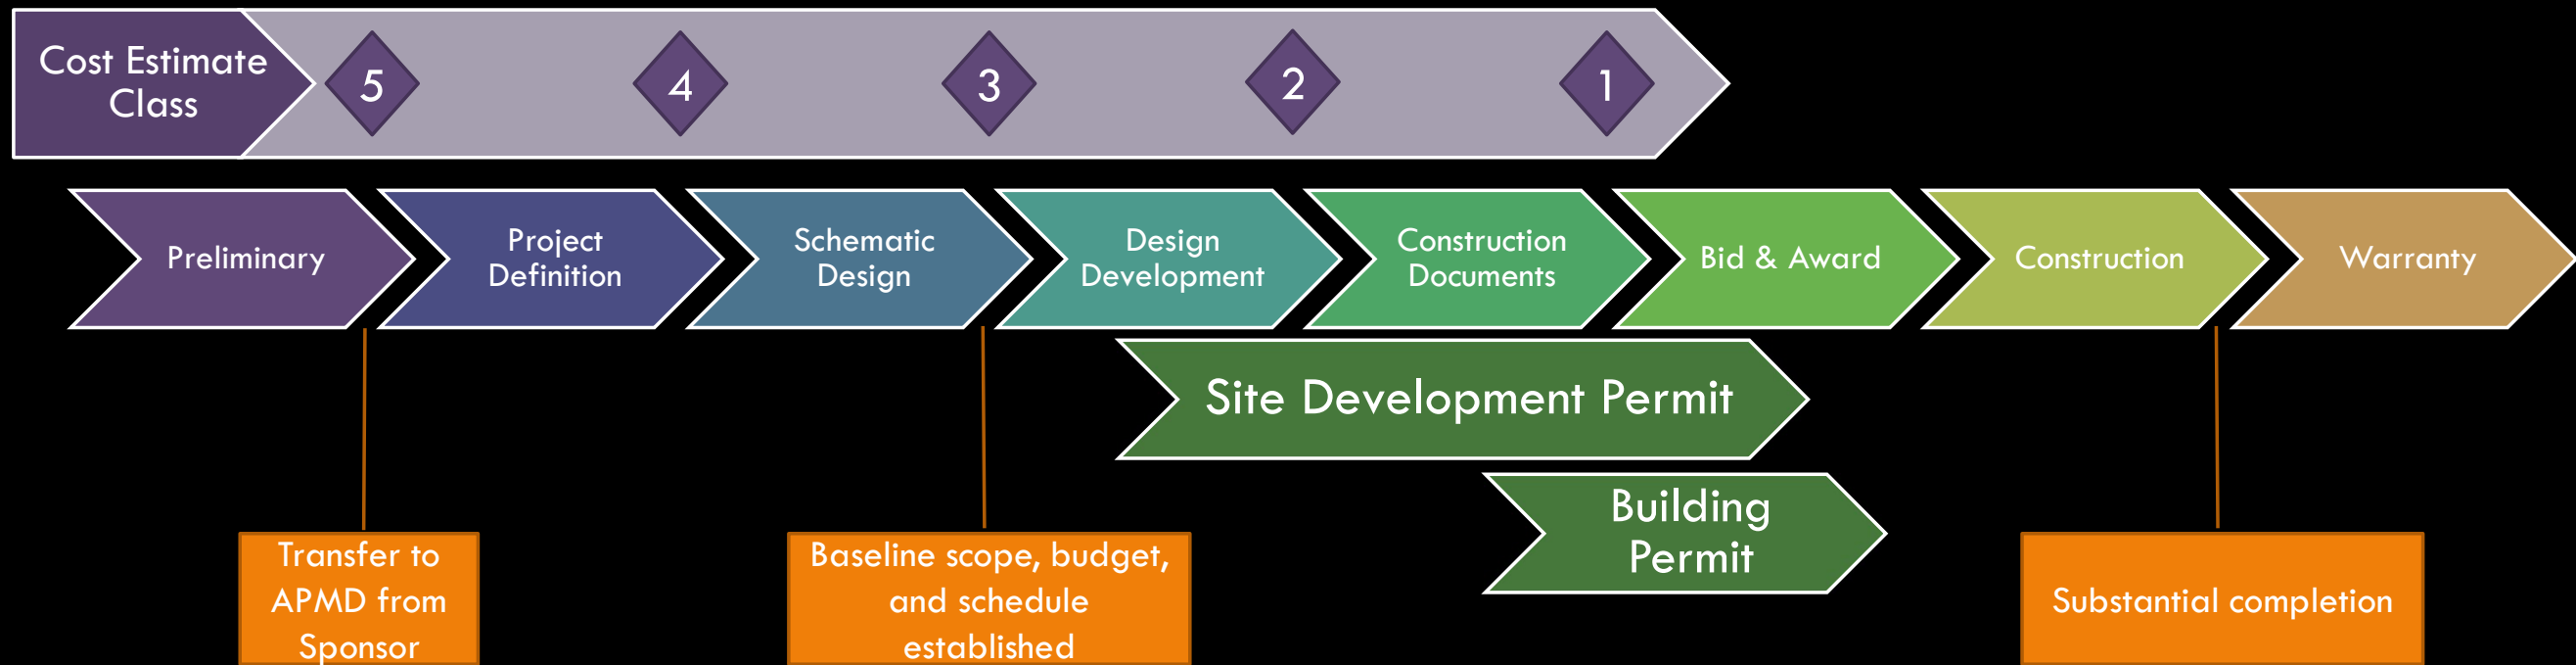 Cost Estimate
Class
5
4
3
2
1
Preliminary
Project
Definition
Schematic
Design
Design
Development
Construction
Documents
Bid & Award
Construction
Warranty
Site Development Permit
Building
Permit
Transfer to
APMD from
Sponsor
Baseline scope, budget,
and schedule
established
Substantial completion